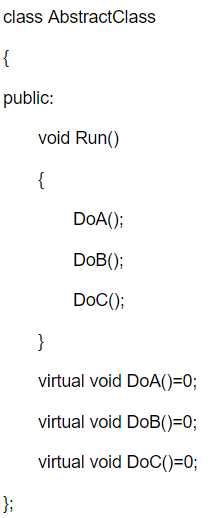 class AbstractClass
{
public:
void Run()
{
DoA();
DoB();
DoC();
}
virtual void DoA()=0;
virtual void DoB()=0;
virtual void DoC()=0;
};